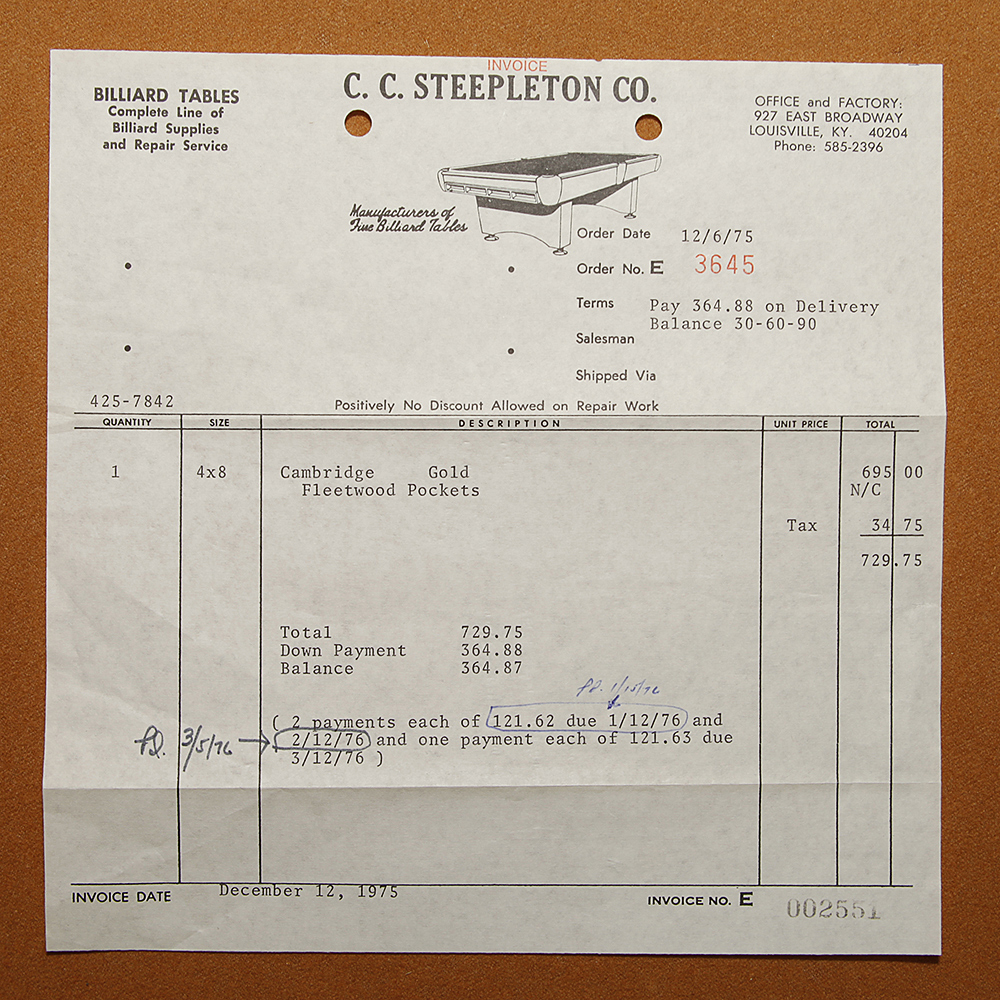 INVOICE
C. C. STEEPLETON CO.
BILLIARD TABLES
Complete Line of
Billiard Supplies
and Repair Service
OFFICE and FACTORY:
927 EAST BROADWAY
LOUISVILLE, KY. 40204
Phone: 585-2396
Manufacturers of
Fine Billiard Tables
Order Date 12/6/75
Order No. E 3645
Terms Pay 364.88 on Delivery
Balance 30-60-90
Salesman
Shipped Via
425-7842
Positively No Discount Allowed on Repair Work
QUANTITY SIZE DESCRIPTION UNIT PRICE TOTAL
1 4x8 Cambridge Gold 695 00
Fleetwood Pockets N/C
Tax 34 75
729.75
Total 729.75
Down Payment 364.88
Balance 364.87
Pd. 1/15/76
( 2 payments each of 121.62 due 1/12/76 and
Pd. 3/5/76 → 2/12/76 and one payment each of 121.63 due
3/12/76 )
INVOICE DATE December 12, 1975
INVOICE NO. E 002551